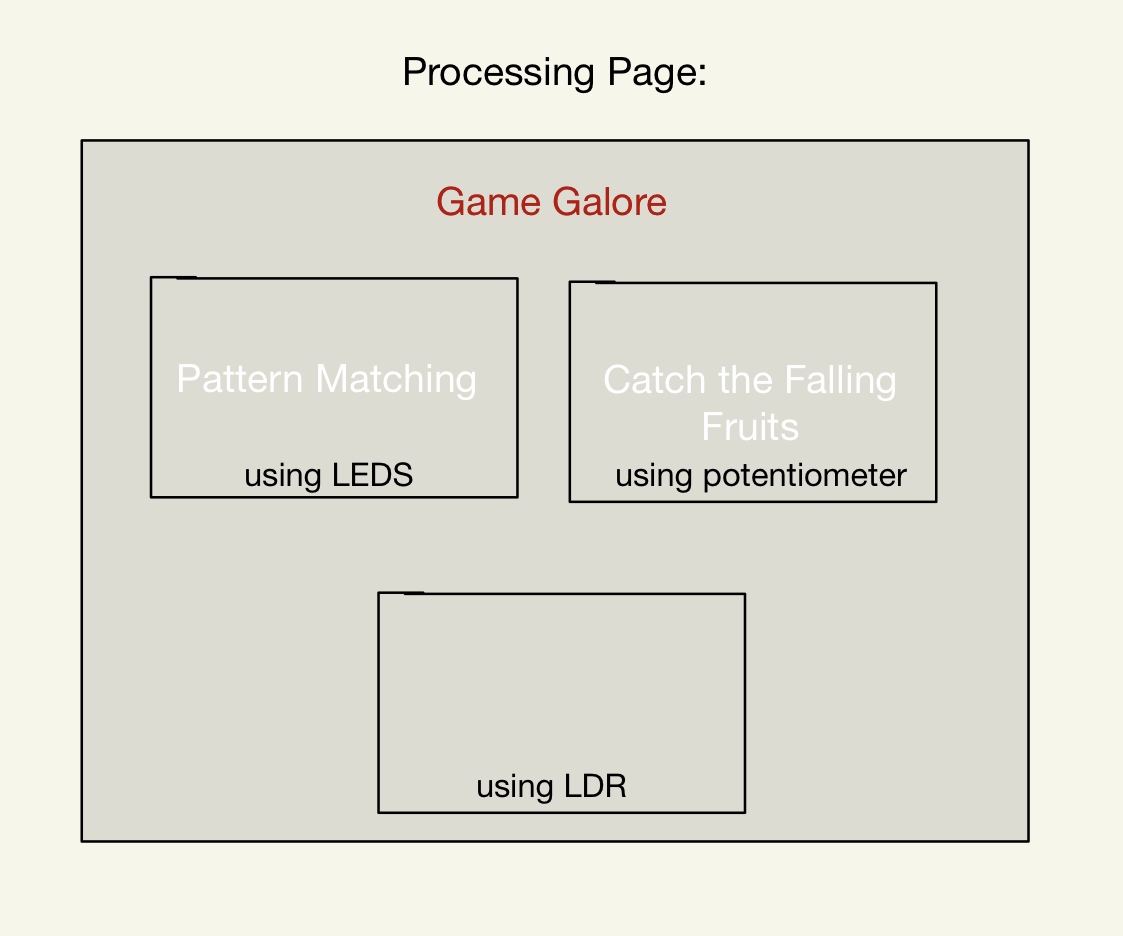 Processing Page:
Game Galore
Pattern Matching
using LEDS
Catch the Falling
Fruits
using potentiometer
using LDR